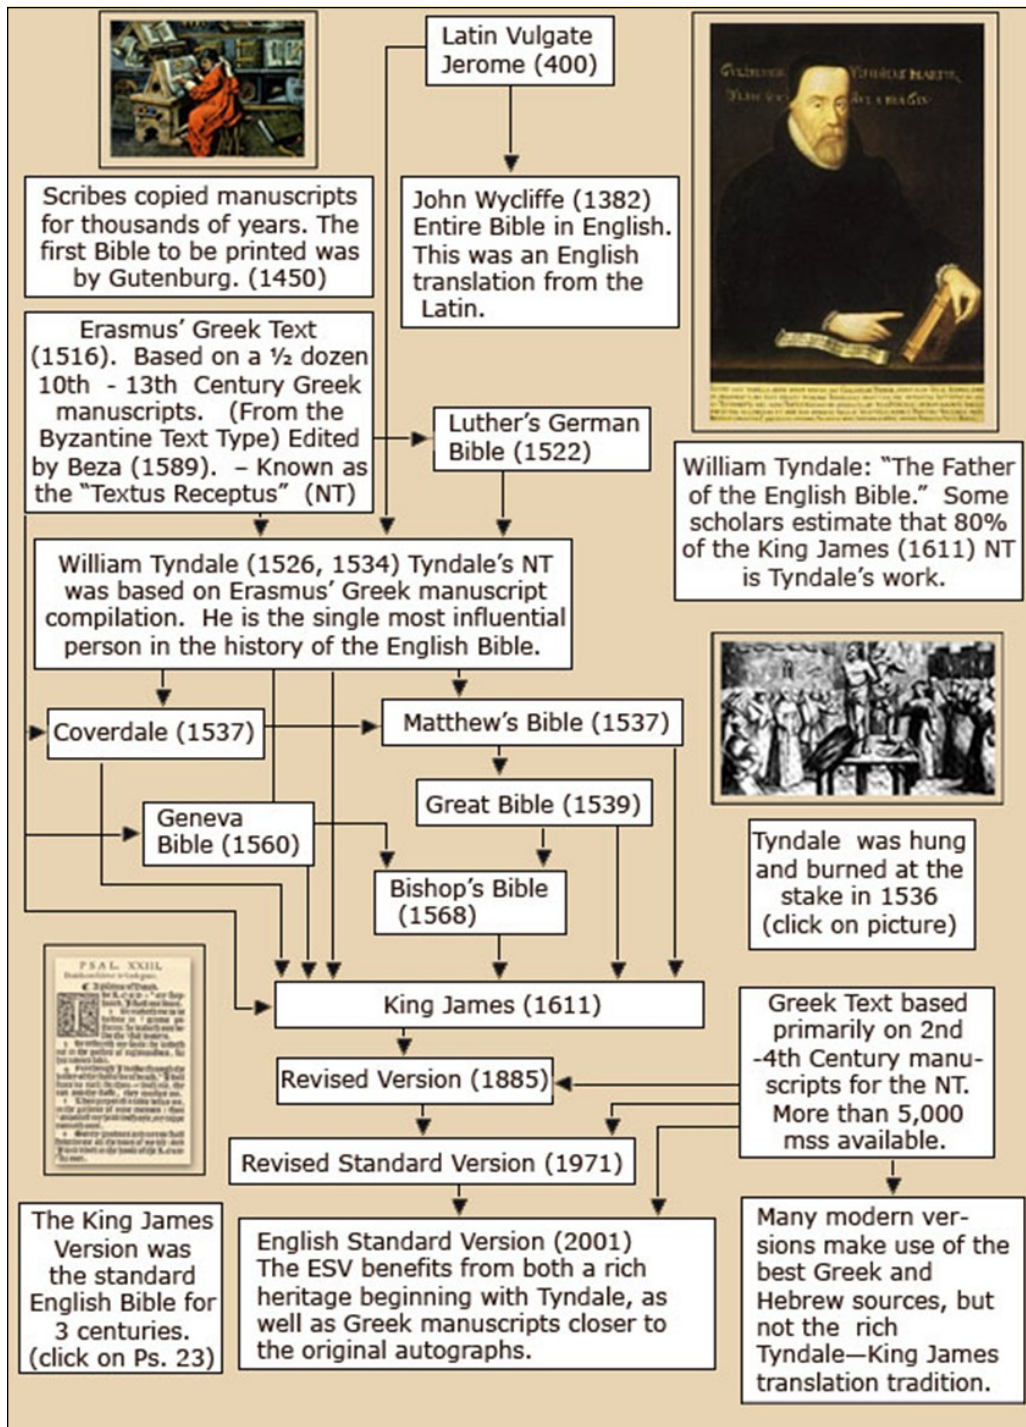 Latin Vulgate
Jerome (400)
GVILHELMVS
Scribes copied manuscripts
for thousands of years. The
first Bible to be printed was
by Gutenburg. (1450)
John Wycliffe (1382)
Entire Bible in English.
This was an English
translation from the
Latin.
Erasmus’ Greek Text
(1516). Based on a ½ dozen
10th - 13th Century Greek
manuscripts. (From the
Byzantine Text Type) Edited
by Beza (1589). – Known as
the “Textus Receptus” (NT)
Luther’s German
Bible (1522)
William Tyndale: “The Father
of the English Bible.” Some
scholars estimate that 80%
of the King James (1611) NT
is Tyndale’s work.
William Tyndale (1526, 1534) Tyndale’s NT
was based on Erasmus’ Greek manuscript
compilation. He is the single most influential
person in the history of the English Bible.
Coverdale (1537)
Matthew’s Bible (1537)
Geneva
Bible (1560)
Great Bible (1539)
Bishop’s Bible
(1568)
Tyndale was hung
and burned at the
stake in 1536
(click on picture)
PSAL. XXIII.
King James (1611)
Revised Version (1885)
Revised Standard Version (1971)
Greek Text based
primarily on 2nd
-4th Century manu-
scripts for the NT.
More than 5,000
mss available.
The King James
Version was
the standard
English Bible for
3 centuries.
(click on Ps. 23)
English Standard Version (2001)
The ESV benefits from both a rich
heritage beginning with Tyndale, as
well as Greek manuscripts closer to
the original autographs.
Many modern ver-
sions make use of the
best Greek and
Hebrew sources, but
not the rich
Tyndale—King James
translation tradition.